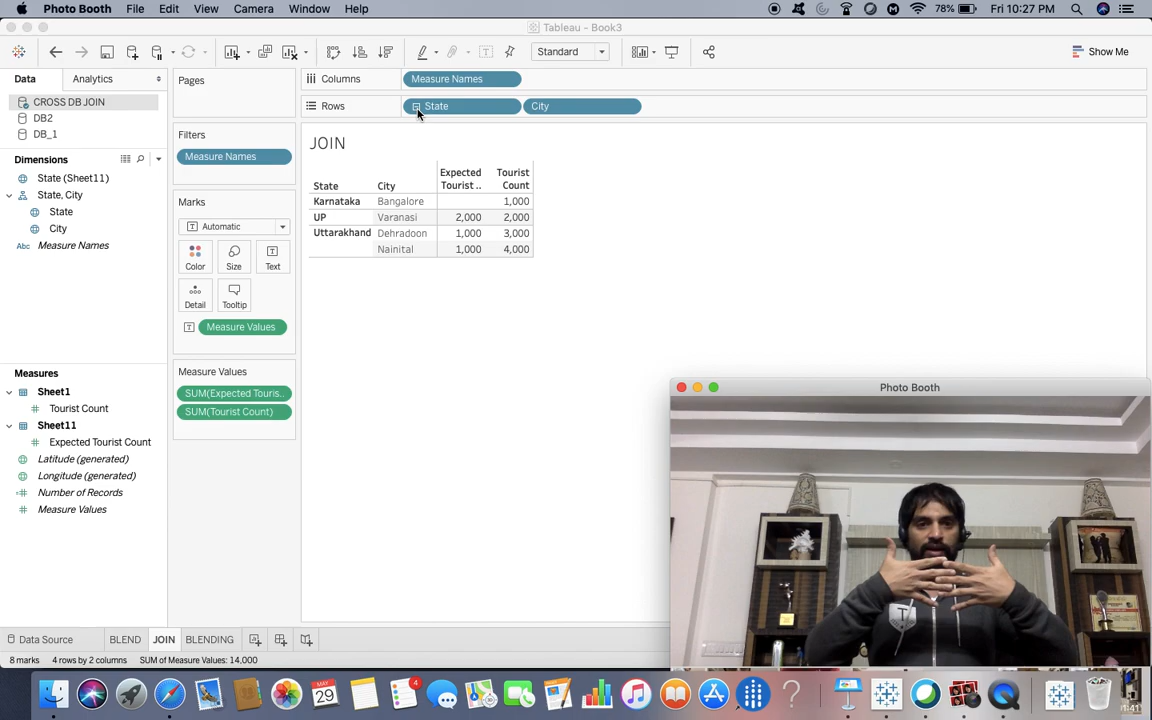 Photo Booth File Edit View Camera Window Help 78% Fri 10:27 PM
Tableau - Book3
Standard Show Me
Data Analytics Pages Columns Measure Names
CROSS DB JOIN
DB2
DB_1
Rows State City
Filters
Measure Names
Dimensions
State (Sheet11)
State, City
State
City
Abc Measure Names
Marks
Automatic
Color Size Text
Detail Tooltip
Measure Values
Measure Values
SUM(Expected Touris..
SUM(Tourist Count)
JOIN
Expected Tourist
State City Tourist .. Count
Karnataka Bangalore 1,000
UP Varanasi 2,000 2,000
Uttarakhand Dehradoon 1,000 3,000
Nainital 1,000 4,000
Measures
Sheet1
Tourist Count
Sheet11
Expected Tourist Count
Latitude (generated)
Longitude (generated)
Number of Records
Measure Values
Photo Booth
Data Source BLEND JOIN BLENDING
8 marks 4 rows by 2 columns SUM of Measure Values: 14,000
MAY
29
4